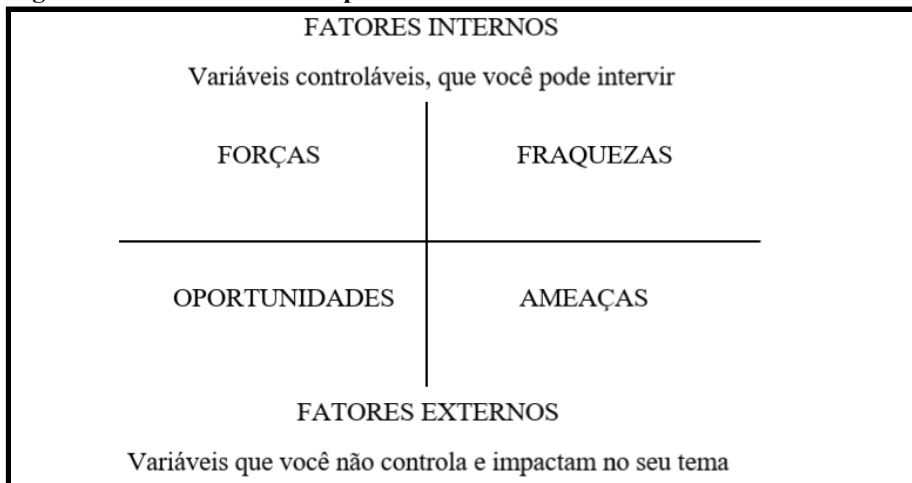 FATORES INTERNOS
Variáveis controláveis, que você pode intervir
FORÇAS FRAQUEZAS
OPORTUNIDADES AMEAÇAS
FATORES EXTERNOS
Variáveis que você não controla e impactam no seu tema